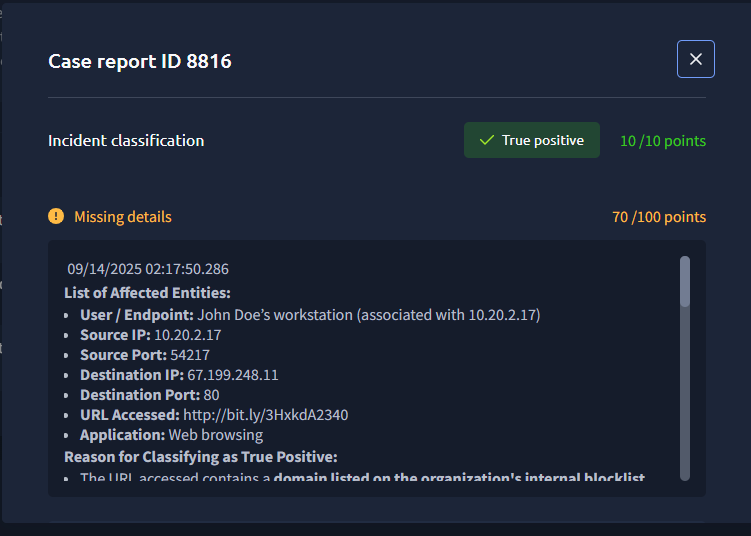 Case report ID 8816
Incident classification
True positive
10 /10 points
Missing details
70 /100 points
09/14/2025 02:17:50.286
List of Affected Entities:
• User / Endpoint: John Doe’s workstation (associated with 10.20.2.17)
• Source IP: 10.20.2.17
• Source Port: 54217
• Destination IP: 67.199.248.11
• Destination Port: 80
• URL Accessed: http://bit.ly/3HxkdA2340
• Application: Web browsing
Reason for Classifying as True Positive:
• The URL accessed contains a domain listed on the organization's internal blocklist